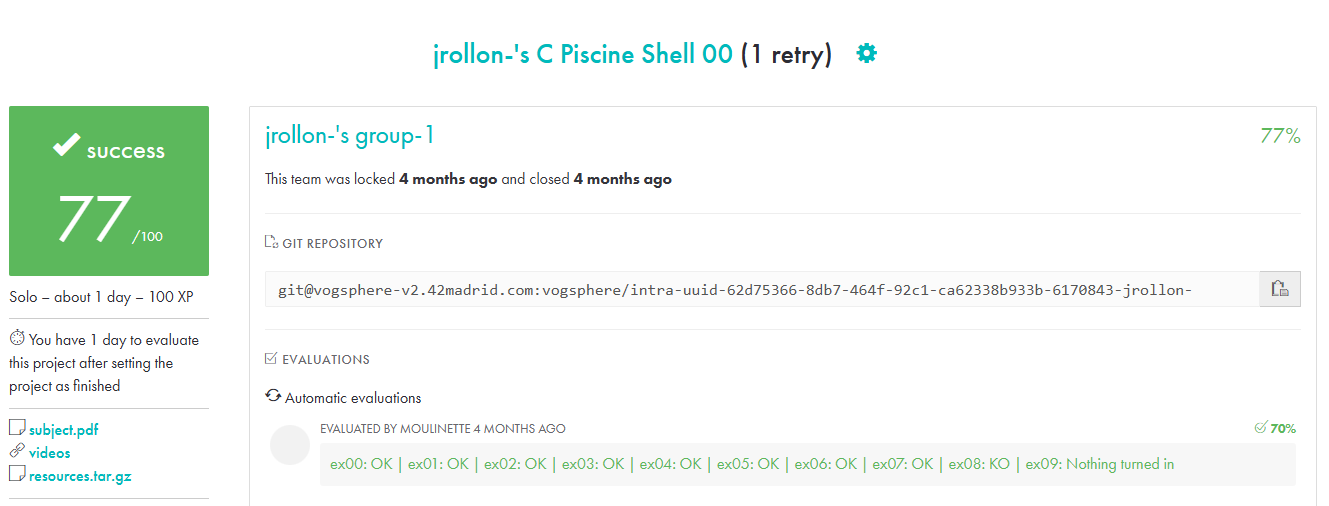 jrollon-'s C Piscine Shell 00 (1 retry)
success
77 /100
Solo – about 1 day – 100 XP
You have 1 day to evaluate
this project after setting the
project as finished
subject.pdf
videos
resources.tar.gz
jrollon-'s group-1 77%
This team was locked 4 months ago and closed 4 months ago
GIT REPOSITORY
git@vogsphere-v2.42madrid.com:vogsphere/intra-uuid-62d75366-8db7-464f-92c1-ca62338b933b-6170843-jrollon-
EVALUATIONS
Automatic evaluations
EVALUATED BY MOULINETTE 4 MONTHS AGO 70%
ex00: OK | ex01: OK | ex02: OK | ex03: OK | ex04: OK | ex05: OK | ex06: OK | ex07: OK | ex08: KO | ex09: Nothing turned in